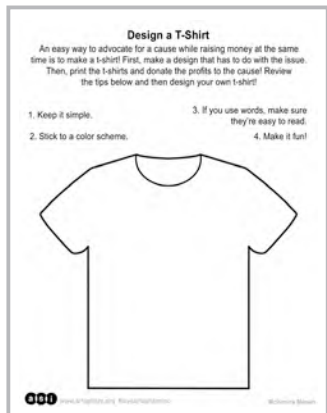 Design a T-Shirt
An easy way to advocate for a cause while raising money at the same
time is to make a t-shirt! First, make a design that has to do with the issue.
Then, print the t-shirts and donate the profits to the cause! Review
the tips below and then design your own t-shirt!
1. Keep it simple.
2. Stick to a color scheme.
3. If you use words, make sure
they're easy to read.
4. Make it fun!